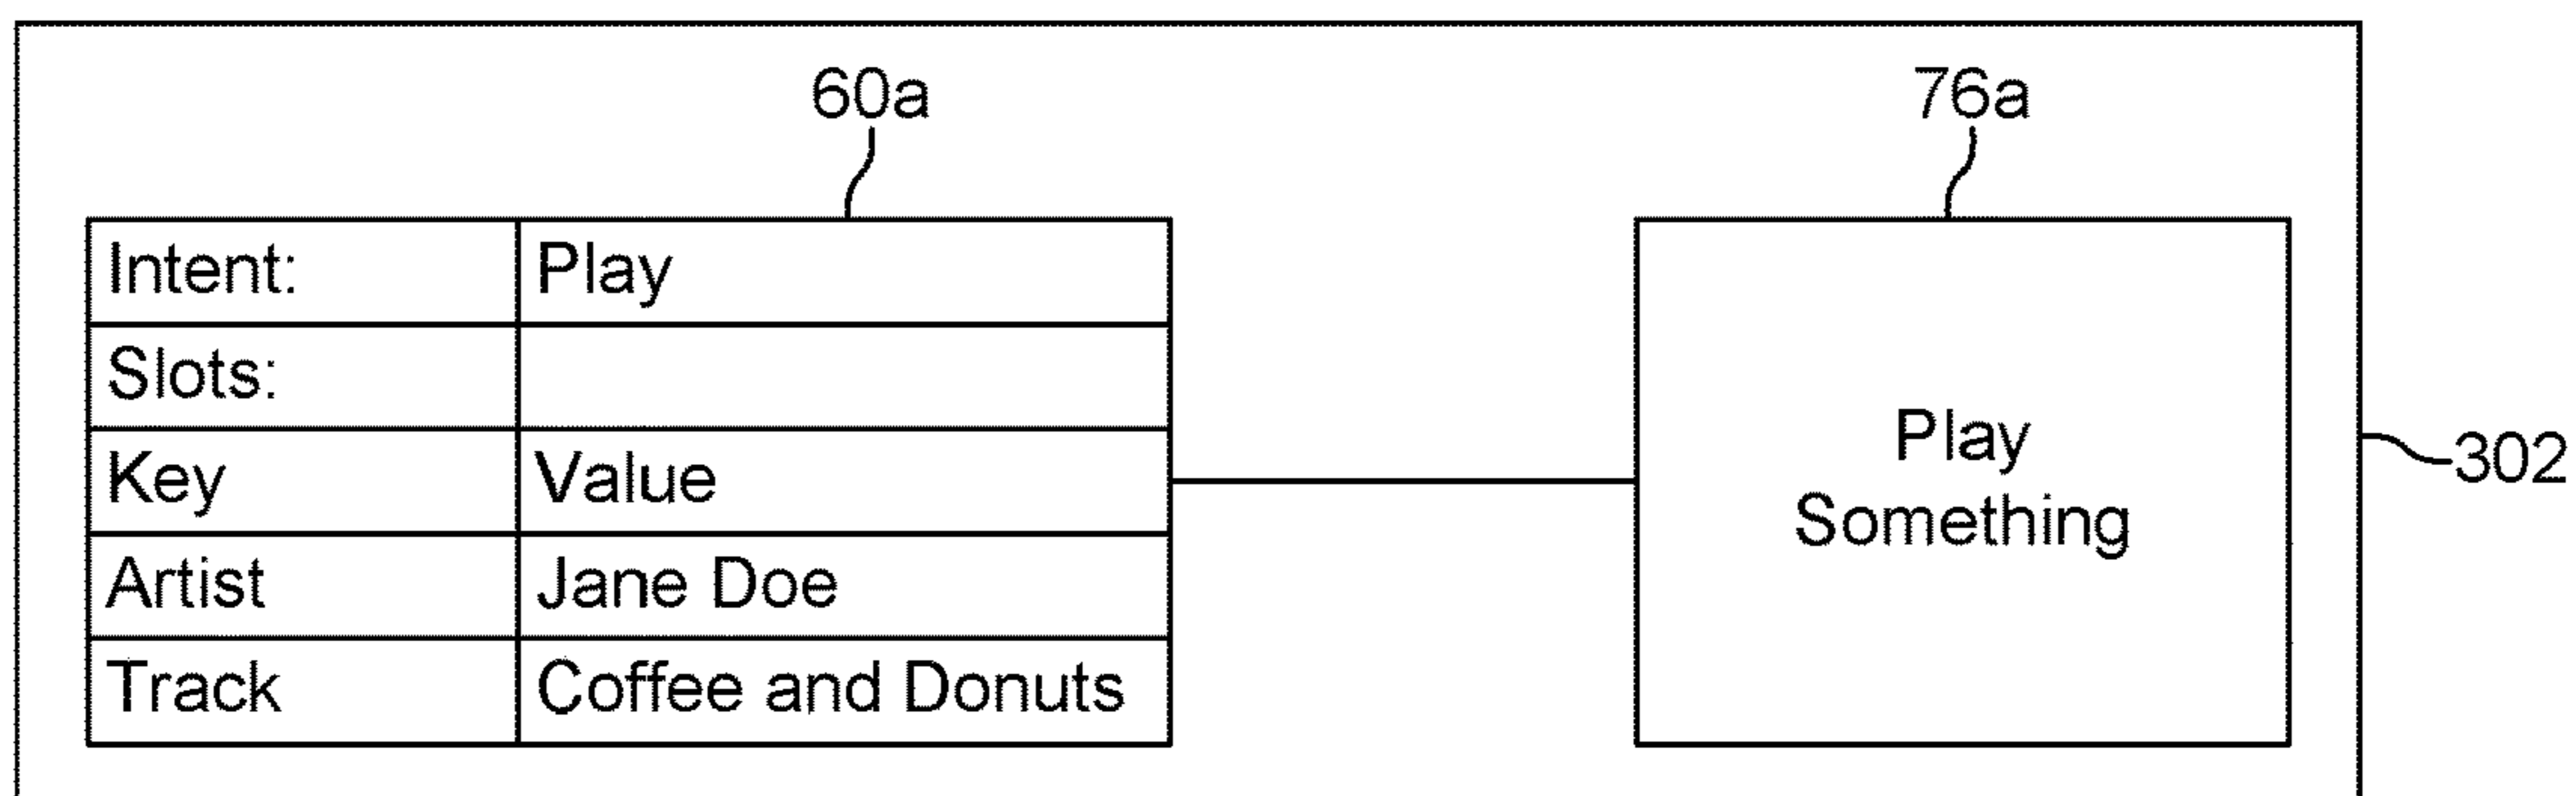 60a
76a
Intent: Play
Slots:
Key Value
Artist Jane Doe
Track Coffee and Donuts
Play
Something
302